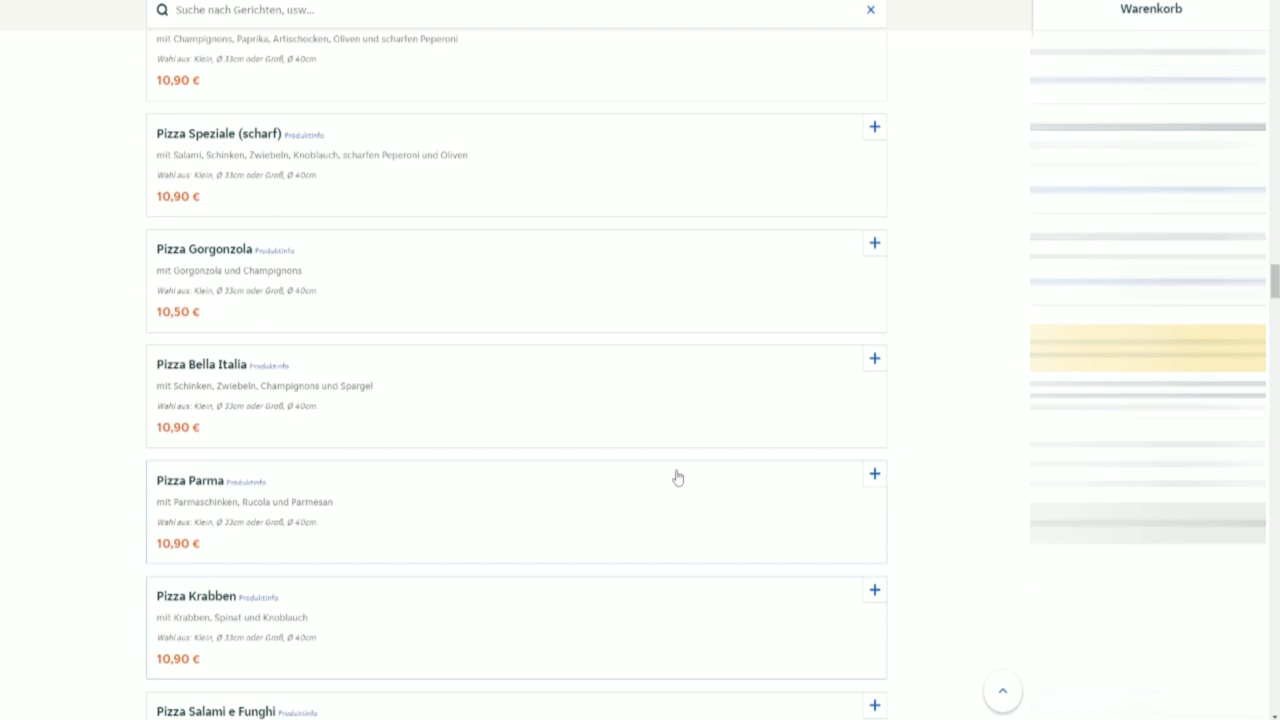 Suche nach Gerichten, usw...
Warenkorb
mit Champignons, Paprika, Artischocken, Oliven und scharfen Peperoni
Wahl aus: Klein, Ø 33cm oder Groß, Ø 40cm.
10,90 €
Pizza Speziale (scharf) Produktinfo
mit Salami, Schinken, Zwiebeln, Knoblauch, scharfen Peperoni und Oliven
Wahl aus: Klein, Ø 33cm oder Groß, Ø 40cm.
10,90 €
Pizza Gorgonzola Produktinfo
mit Gorgonzola und Champignons
Wahl aus: Klein, Ø 33cm oder Groß, Ø 40cm.
10,50 €
Pizza Bella Italia Produktinfo
mit Schinken, Zwiebeln, Champignons und Spargel
Wahl aus: Klein, Ø 33cm oder Groß, Ø 40cm.
10,90 €
Pizza Parma Produktinfo
mit Parmaschinken, Rucola und Parmesan
Wahl aus: Klein, Ø 33cm oder Groß, Ø 40cm.
10,90 €
Pizza Krabben Produktinfo
mit Krabben, Spinat und Knoblauch
Wahl aus: Klein, Ø 33cm oder Groß, Ø 40cm.
10,90 €
Pizza Salami e Funghi Produktinfo